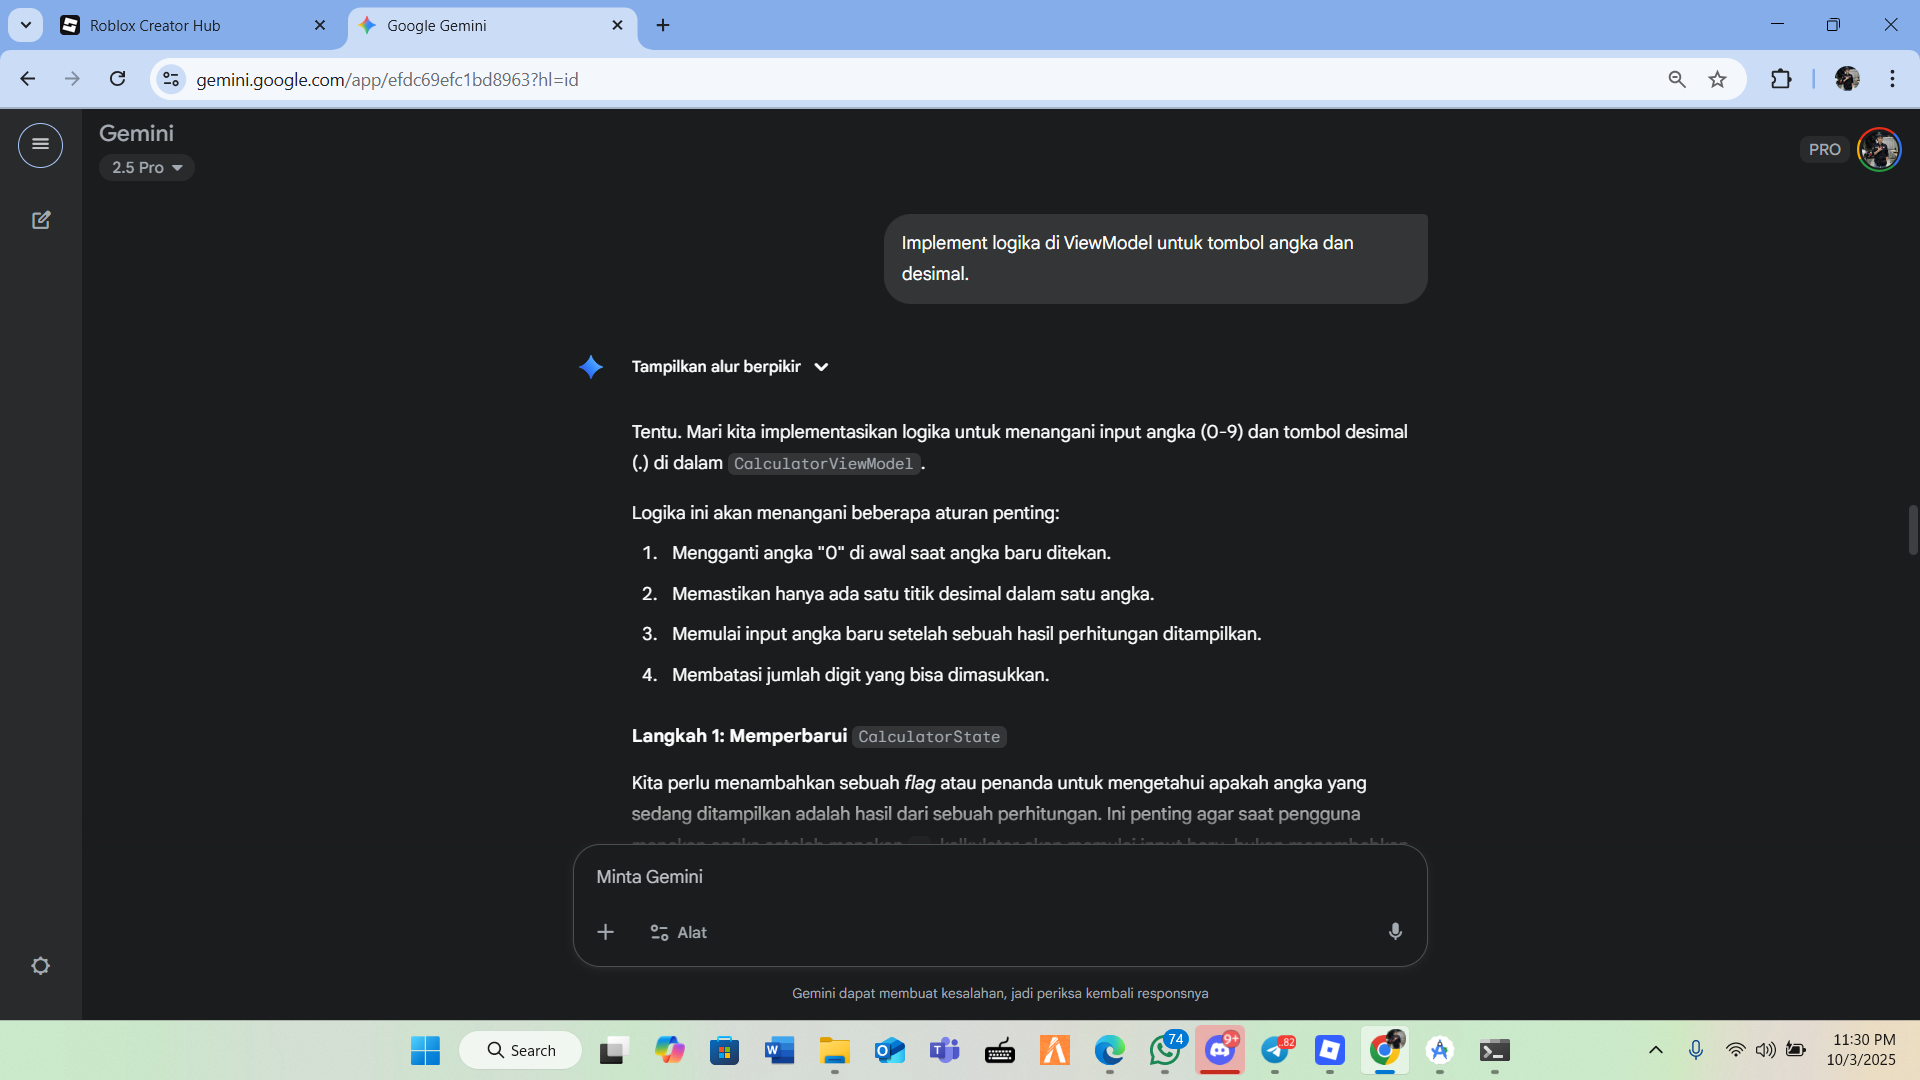 Roblox Creator Hub
Google Gemini
gemini.google.com/app/efdc69efc1bd8963?hl=id
Gemini
2.5 Pro
PRO
Implement logika di ViewModel untuk tombol angka dan
desimal.
Tampilkan alur berpikir
Tentu. Mari kita implementasikan logika untuk menangani input angka (0-9) dan tombol desimal
(.) di dalam CalculatorViewModel.
Logika ini akan menangani beberapa aturan penting:
1. Mengganti angka "0" di awal saat angka baru ditekan.
2. Memastikan hanya ada satu titik desimal dalam satu angka.
3. Memulai input angka baru setelah sebuah hasil perhitungan ditampilkan.
4. Membatasi jumlah digit yang bisa dimasukkan.
Langkah 1: Memperbarui CalculatorState
Kita perlu menambahkan sebuah flag atau penanda untuk mengetahui apakah angka yang
sedang ditampilkan adalah hasil dari sebuah perhitungan. Ini penting agar saat pengguna
Minta Gemini
Alat
Gemini dapat membuat kesalahan, jadi periksa kembali responsnya
Search
74
9+
82
11:30 PM
10/3/2025